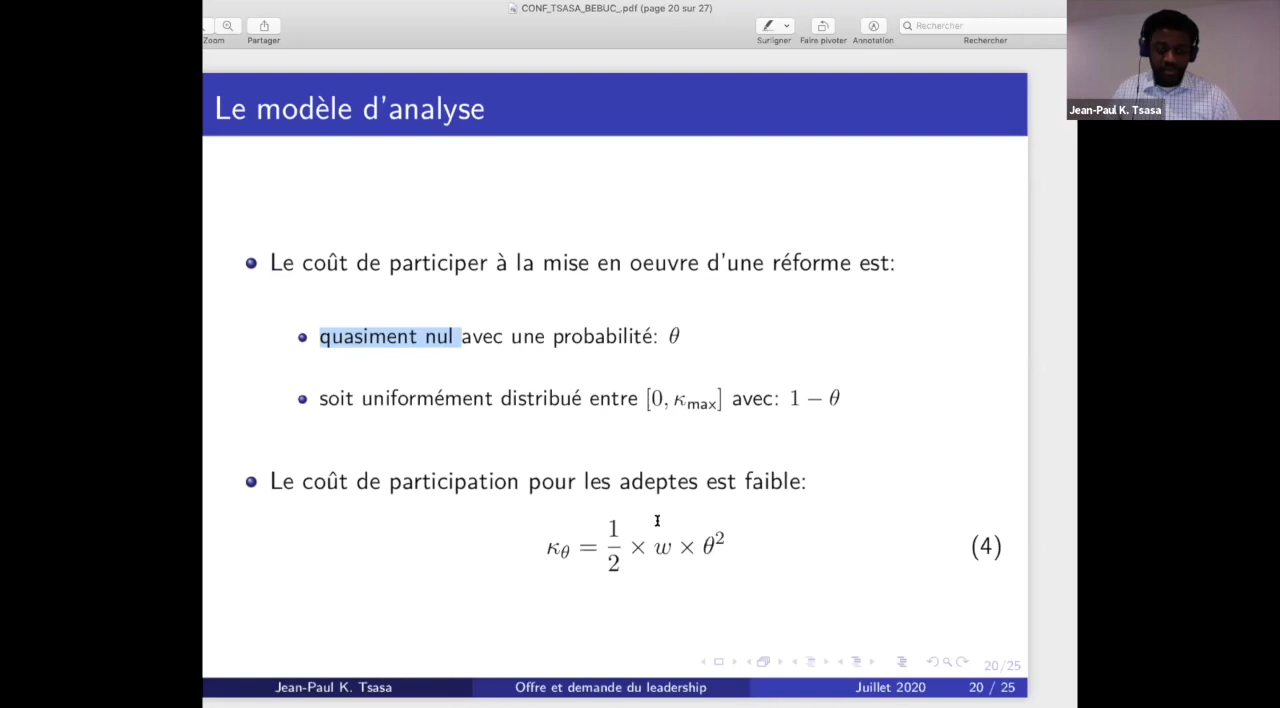 CONF_TSASA_BEBUC_.pdf (page 20 sur 27)
Rechercher
Zoom
Partager
Surligner
Faire pivoter
Annotation
Rechercher
Jean-Paul K. Tsasa
Le modèle d'analyse
Le coût de participer à la mise en oeuvre d'une réforme est:
quasiment nul avec une probabilité: θ
soit uniformément distribué entre [0, κmax] avec: 1 − θ
Le coût de participation pour les adeptes est faible:
κθ = 1/2 × w × θ² (4)
20/25
Jean-Paul K. Tsasa Offre et demande du leadership Juillet 2020 20 / 25